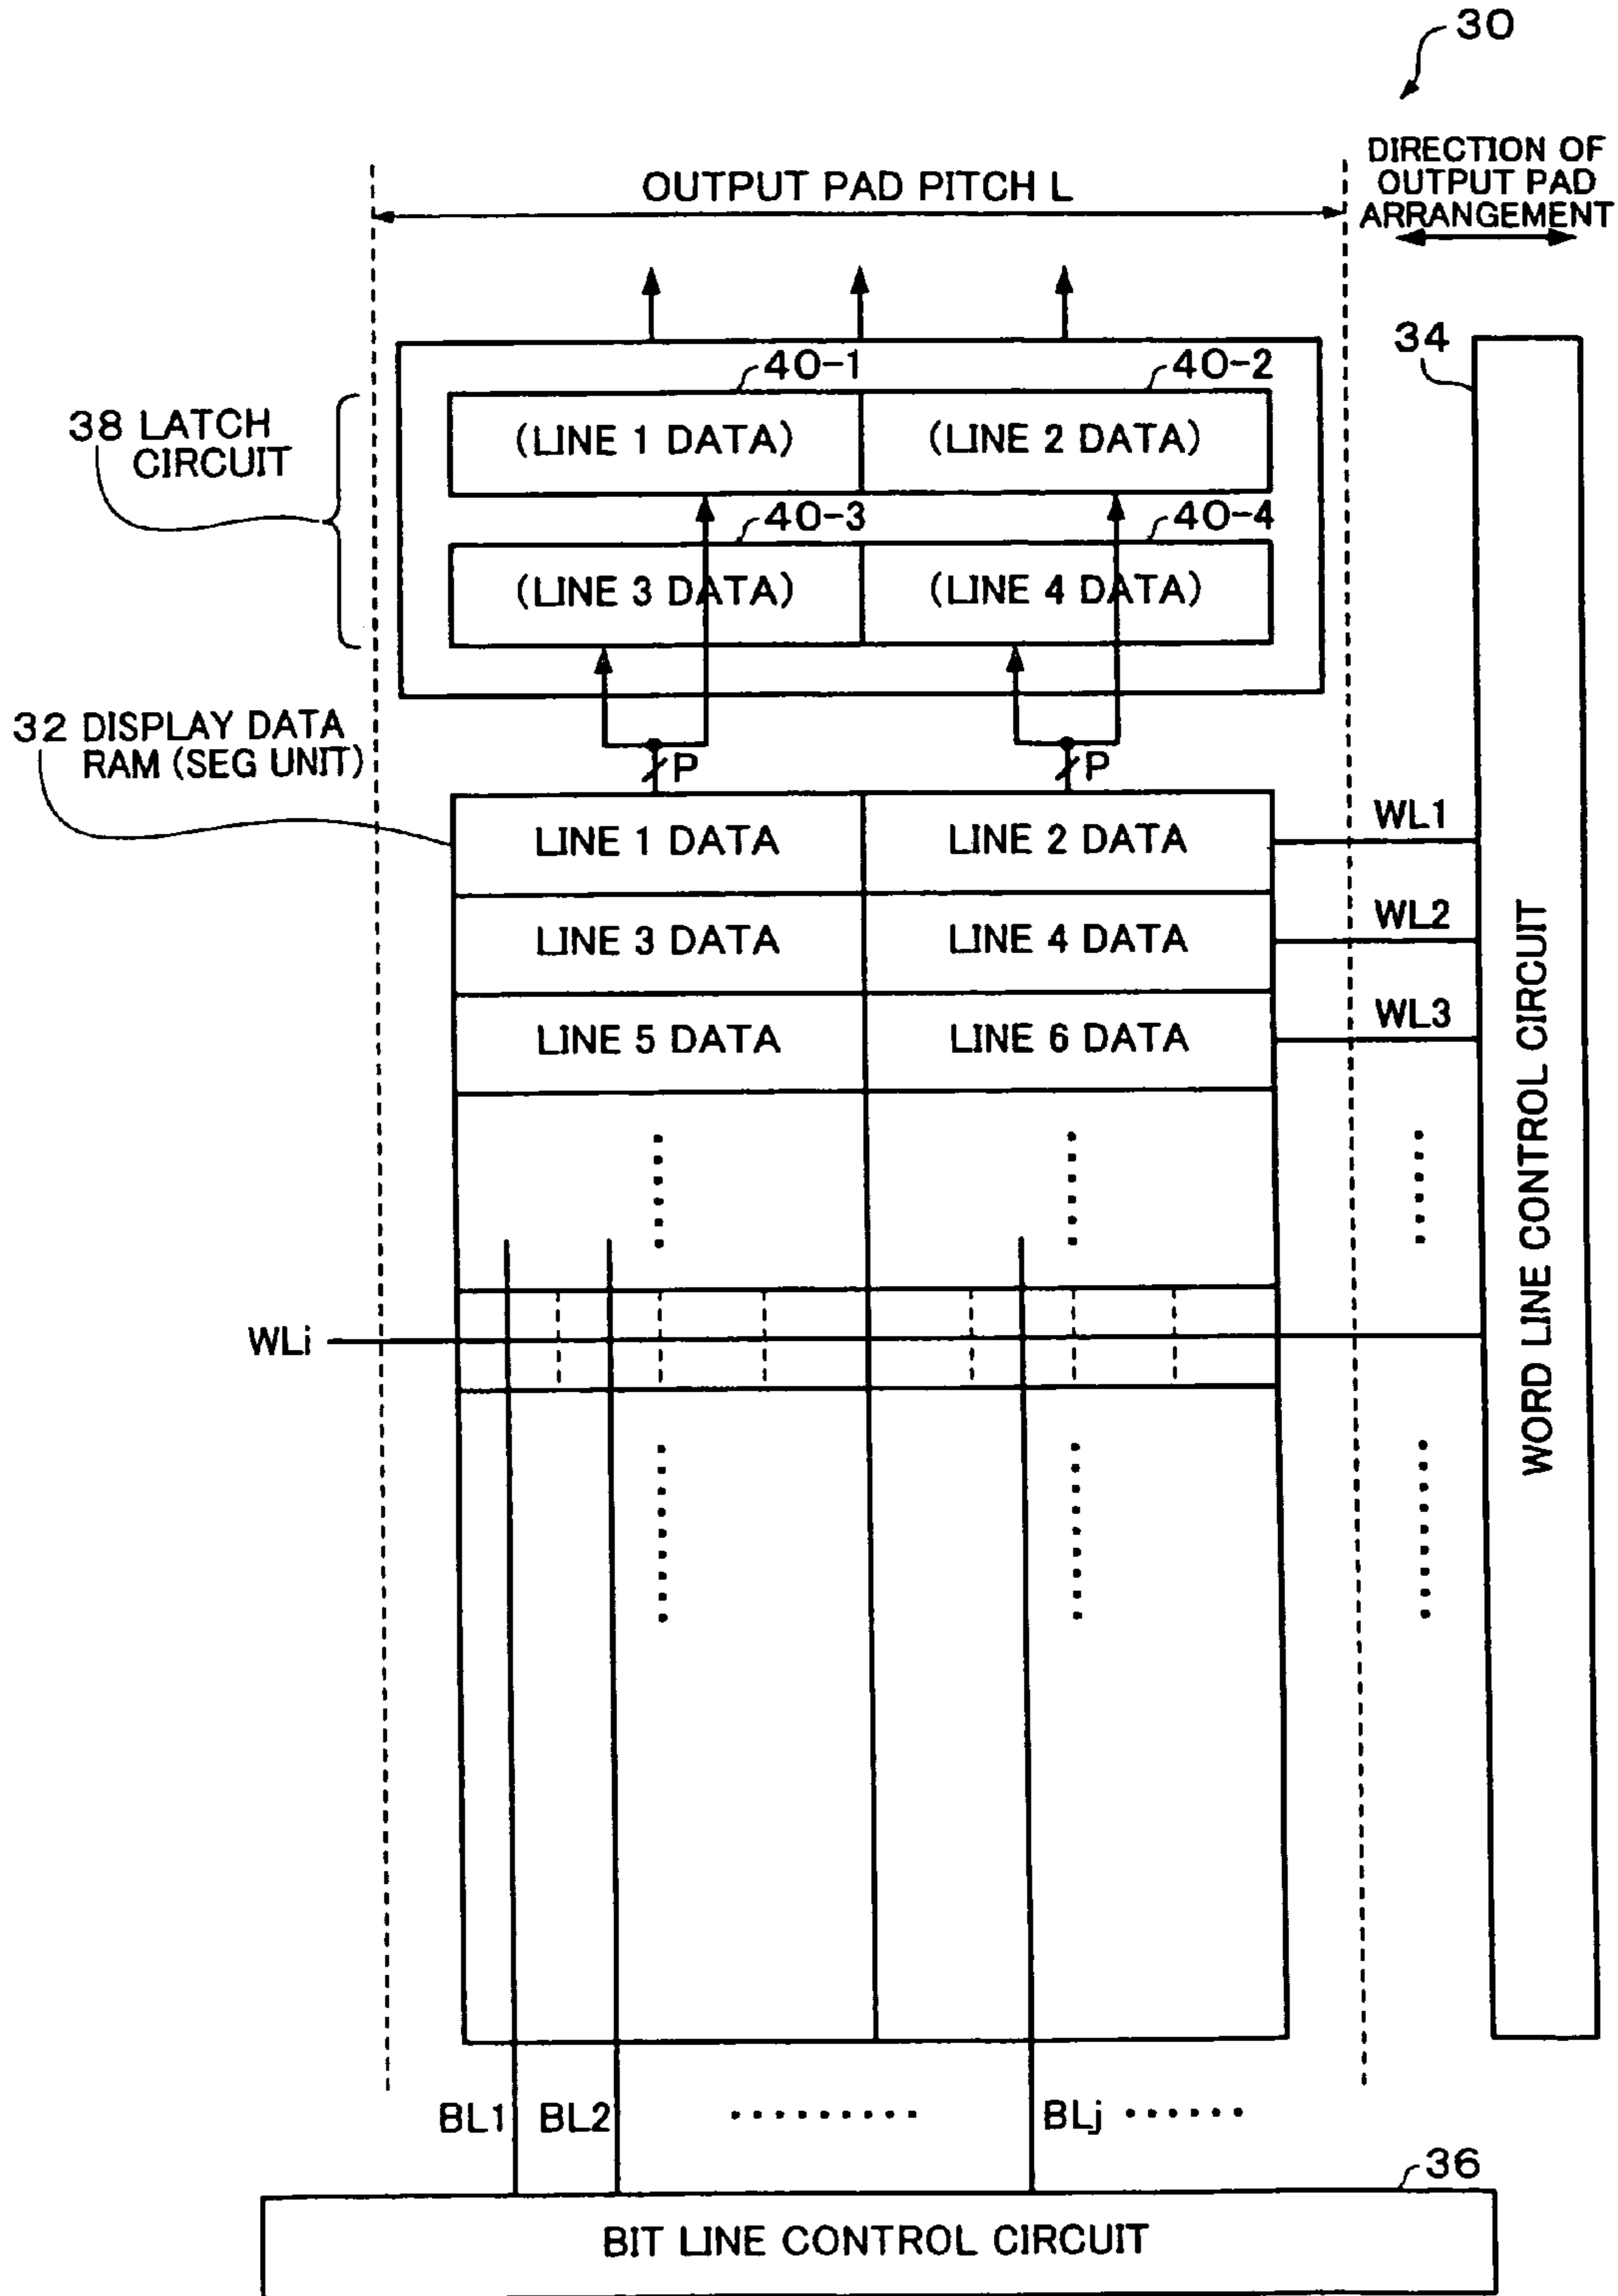 30
DIRECTION OF
OUTPUT PAD
ARRANGEMENT
OUTPUT PAD PITCH L
34
40-1
40-2
38 LATCH
CIRCUIT
(LINE 1 DATA)
(LINE 2 DATA)
40-3
40-4
(LINE 3 DATA)
(LINE 4 DATA)
32 DISPLAY DATA
RAM (SEG UNIT)
P
P
LINE 1 DATA
LINE 2 DATA
WL1
LINE 3 DATA
LINE 4 DATA
WL2
LINE 5 DATA
LINE 6 DATA
WL3
WORD LINE CONTROL CIRCUIT
WLi
BL1
BL2
BLj
36
BIT LINE CONTROL CIRCUIT